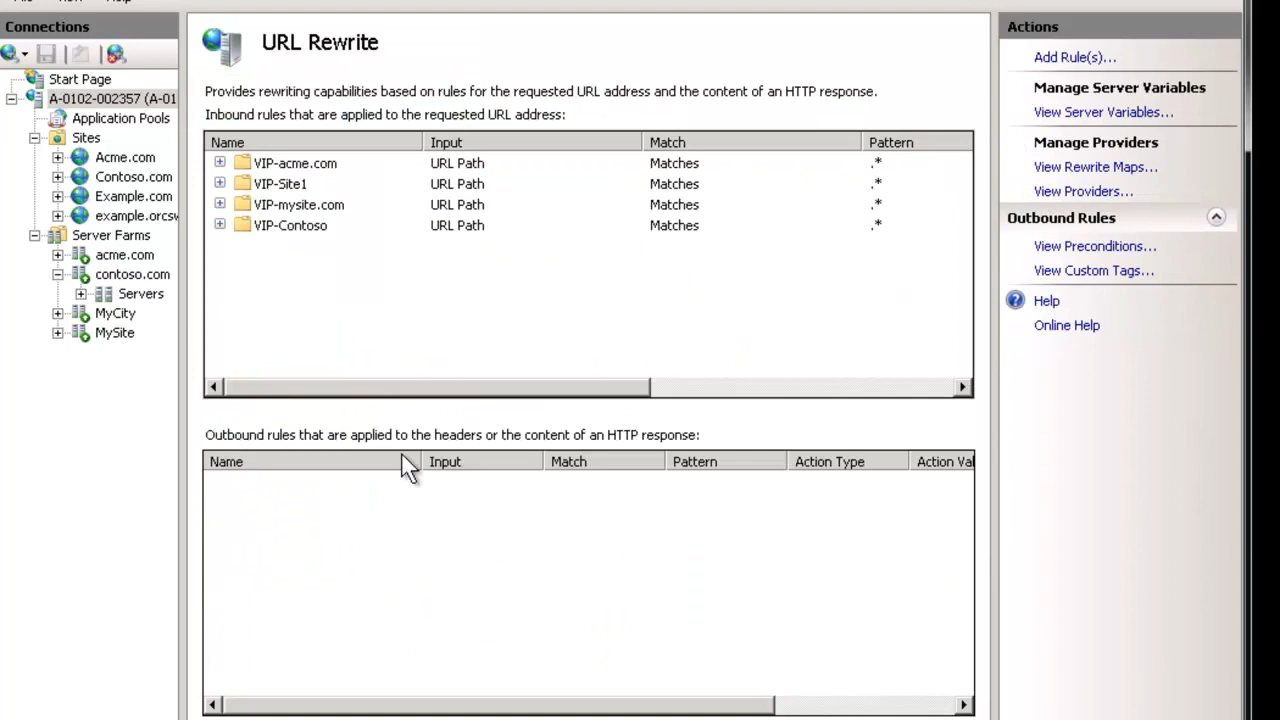 Help
Connections
Start Page
A-0102-002357 (A-01
Application Pools
Sites
Acme.com
Contoso.com
Example.com
example.orcsw
Server Farms
acme.com
contoso.com
Servers
MyCity
MySite
URL Rewrite
Provides rewriting capabilities based on rules for the requested URL address and the content of an HTTP response.
Inbound rules that are applied to the requested URL address:
Name Input Match Pattern
VIP-acme.com URL Path Matches .*
VIP-Site1 URL Path Matches .*
VIP-mysite.com URL Path Matches .*
VIP-Contoso URL Path Matches .*
Outbound rules that are applied to the headers or the content of an HTTP response:
Name Input Match Pattern Action Type Action Val
Actions
Add Rule(s)...
Manage Server Variables
View Server Variables...
Manage Providers
View Rewrite Maps...
View Providers...
Outbound Rules
View Preconditions...
View Custom Tags...
Help
Online Help